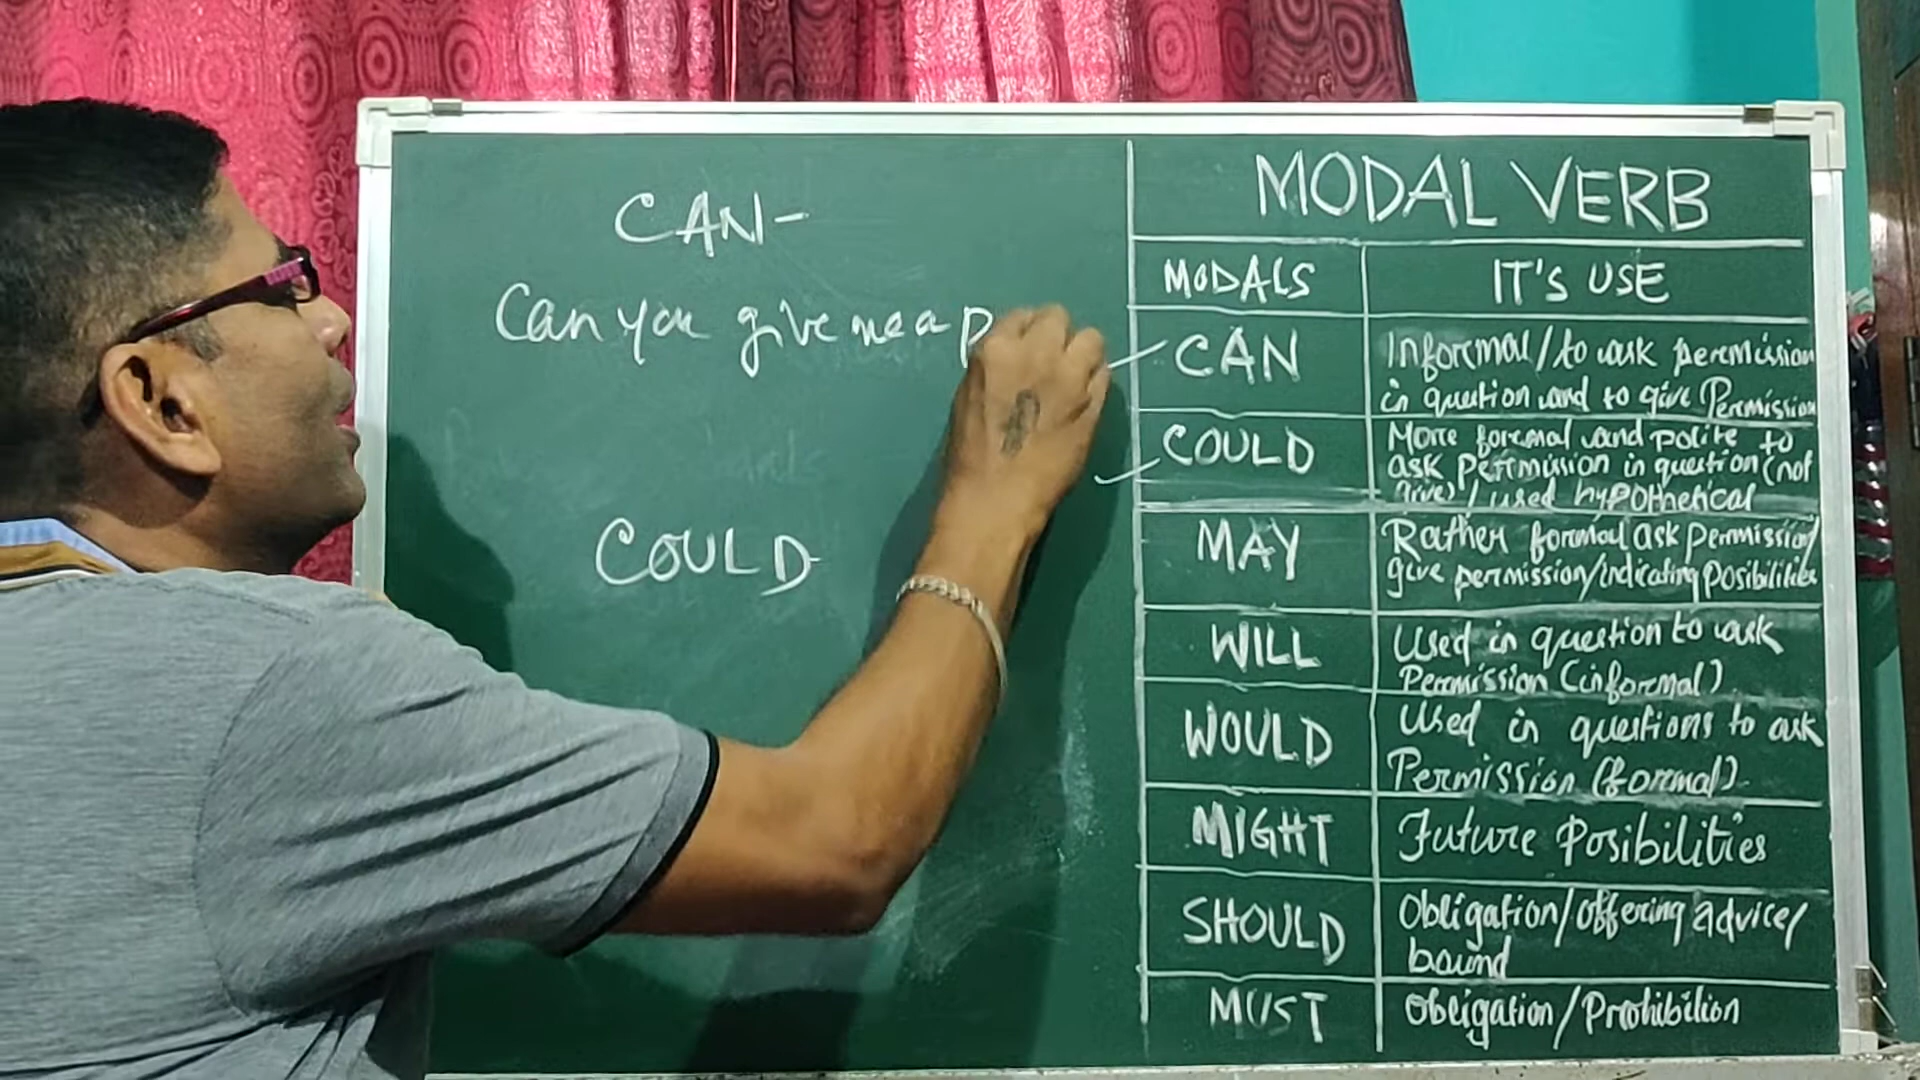 CAN-
Can you give me a p
COULD-
MODAL VERB
MODALS
IT'S USE
CAN
Informal/to ask permission
in question and to give Permission
COULD
More formal and polite to
ask permission in question (not
give) / used hypothetical
MAY
Rather formal ask permission/
give permission/indicating posibilities
WILL
Used in question to ask
Permission (informal)
WOULD
Used in questions to ask
Permission (formal)
MIGHT
Future Posibilities
SHOULD
Obligation/offering advice/
bound
MUST
Obligation/Prohibition